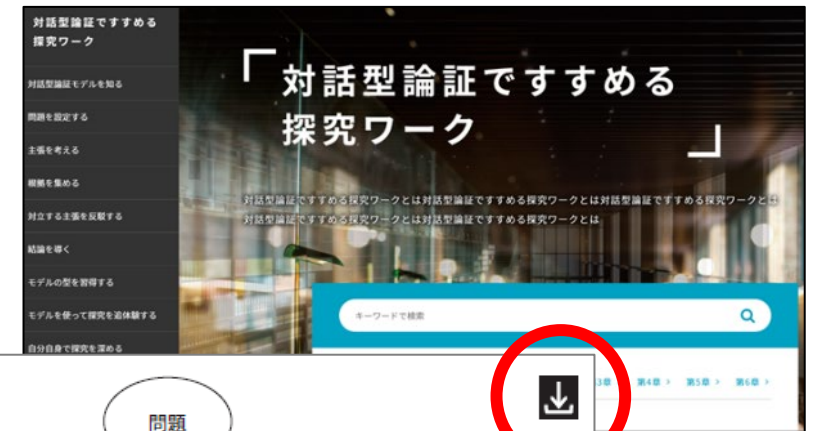 対話型論証ですすめる
探究ワーク
対話型論証モデルを知る
問題を設定する
主張を考える
根拠を集める
対立する主張を反駁する
結論を導く
モデルの型を習得する
モデルを使って探究を追体験する
自分自身で探究を深める
「対話型論証ですすめる
探究ワーク」
対話型論証ですすめる探究ワークとは対話型論証ですすめる探究ワークとは対話型論証ですすめる探究ワークとは
対話型論証ですすめる探究ワークとは対話型論証ですすめる探究ワークとは
キーワードで検索
3章 第4章 > 第5章 > 第6章 >
問題